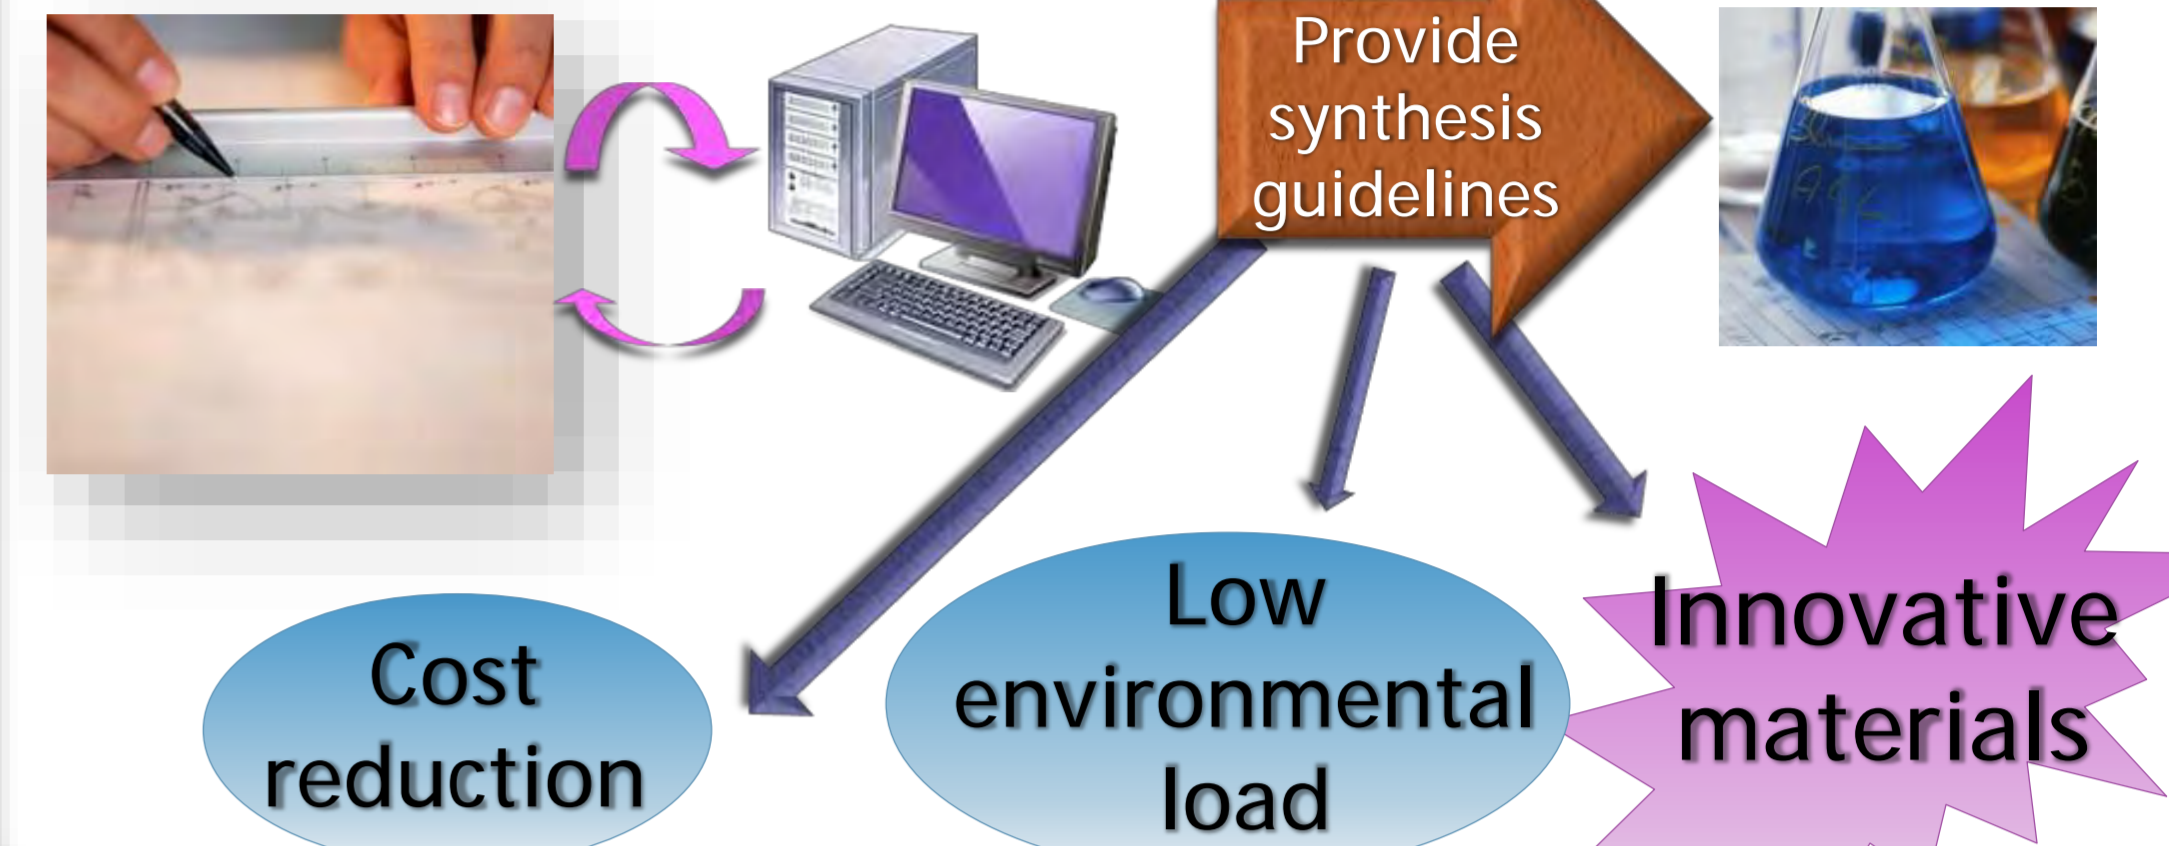 Provide
synthesis
guidelines
Cost
reduction
Low
environmental
load
Innovative
materials